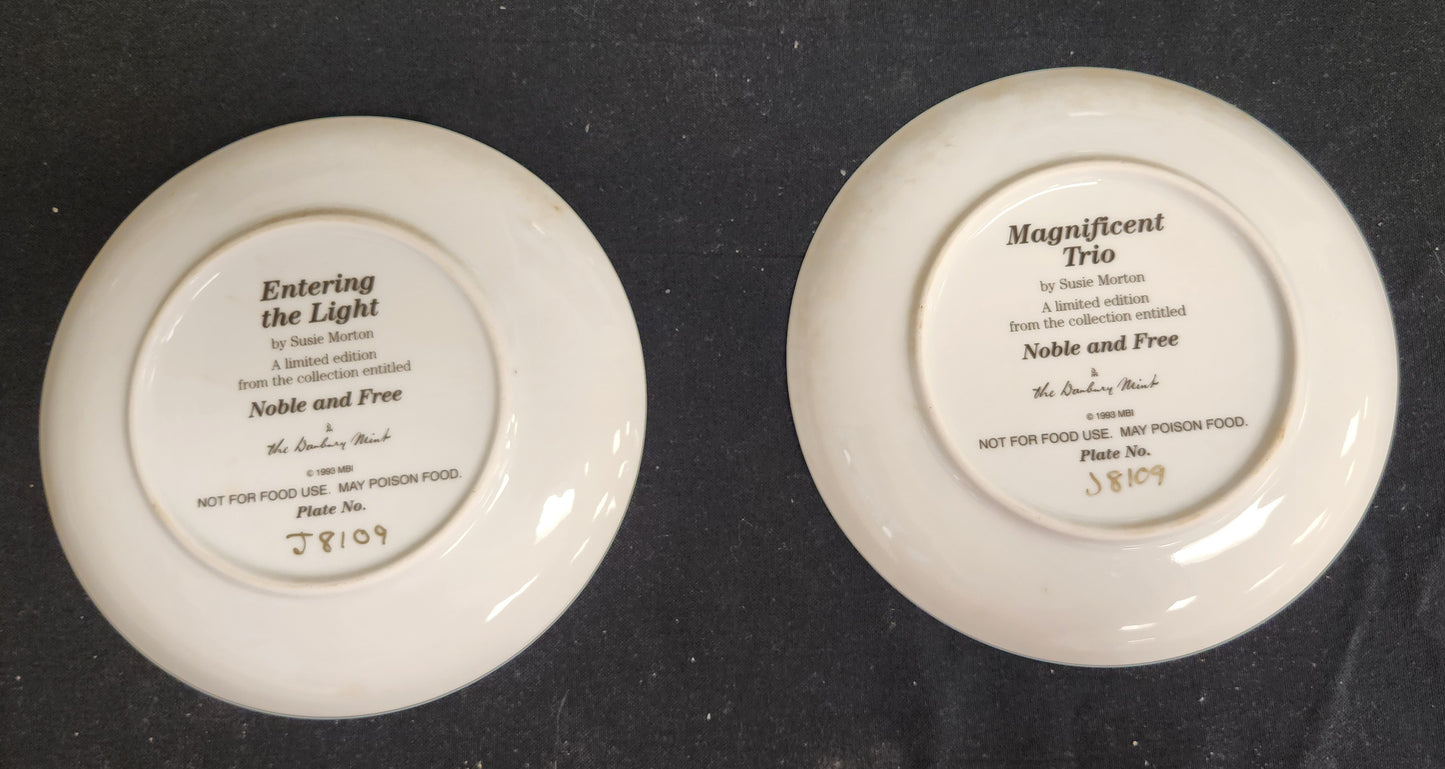 Entering
the Light
by Susie Morton
A limited edition
from the collection entitled
Noble and Free
the Danbury Mint
© 1993 MBI
NOT FOR FOOD USE. MAY POISON FOOD.
Plate No.
J8109
Magnificent
Trio
by Susie Morton
A limited edition
from the collection entitled
Noble and Free
the Danbury Mint
© 1993 MBI
NOT FOR FOOD USE. MAY POISON FOOD.
Plate No.
J8109